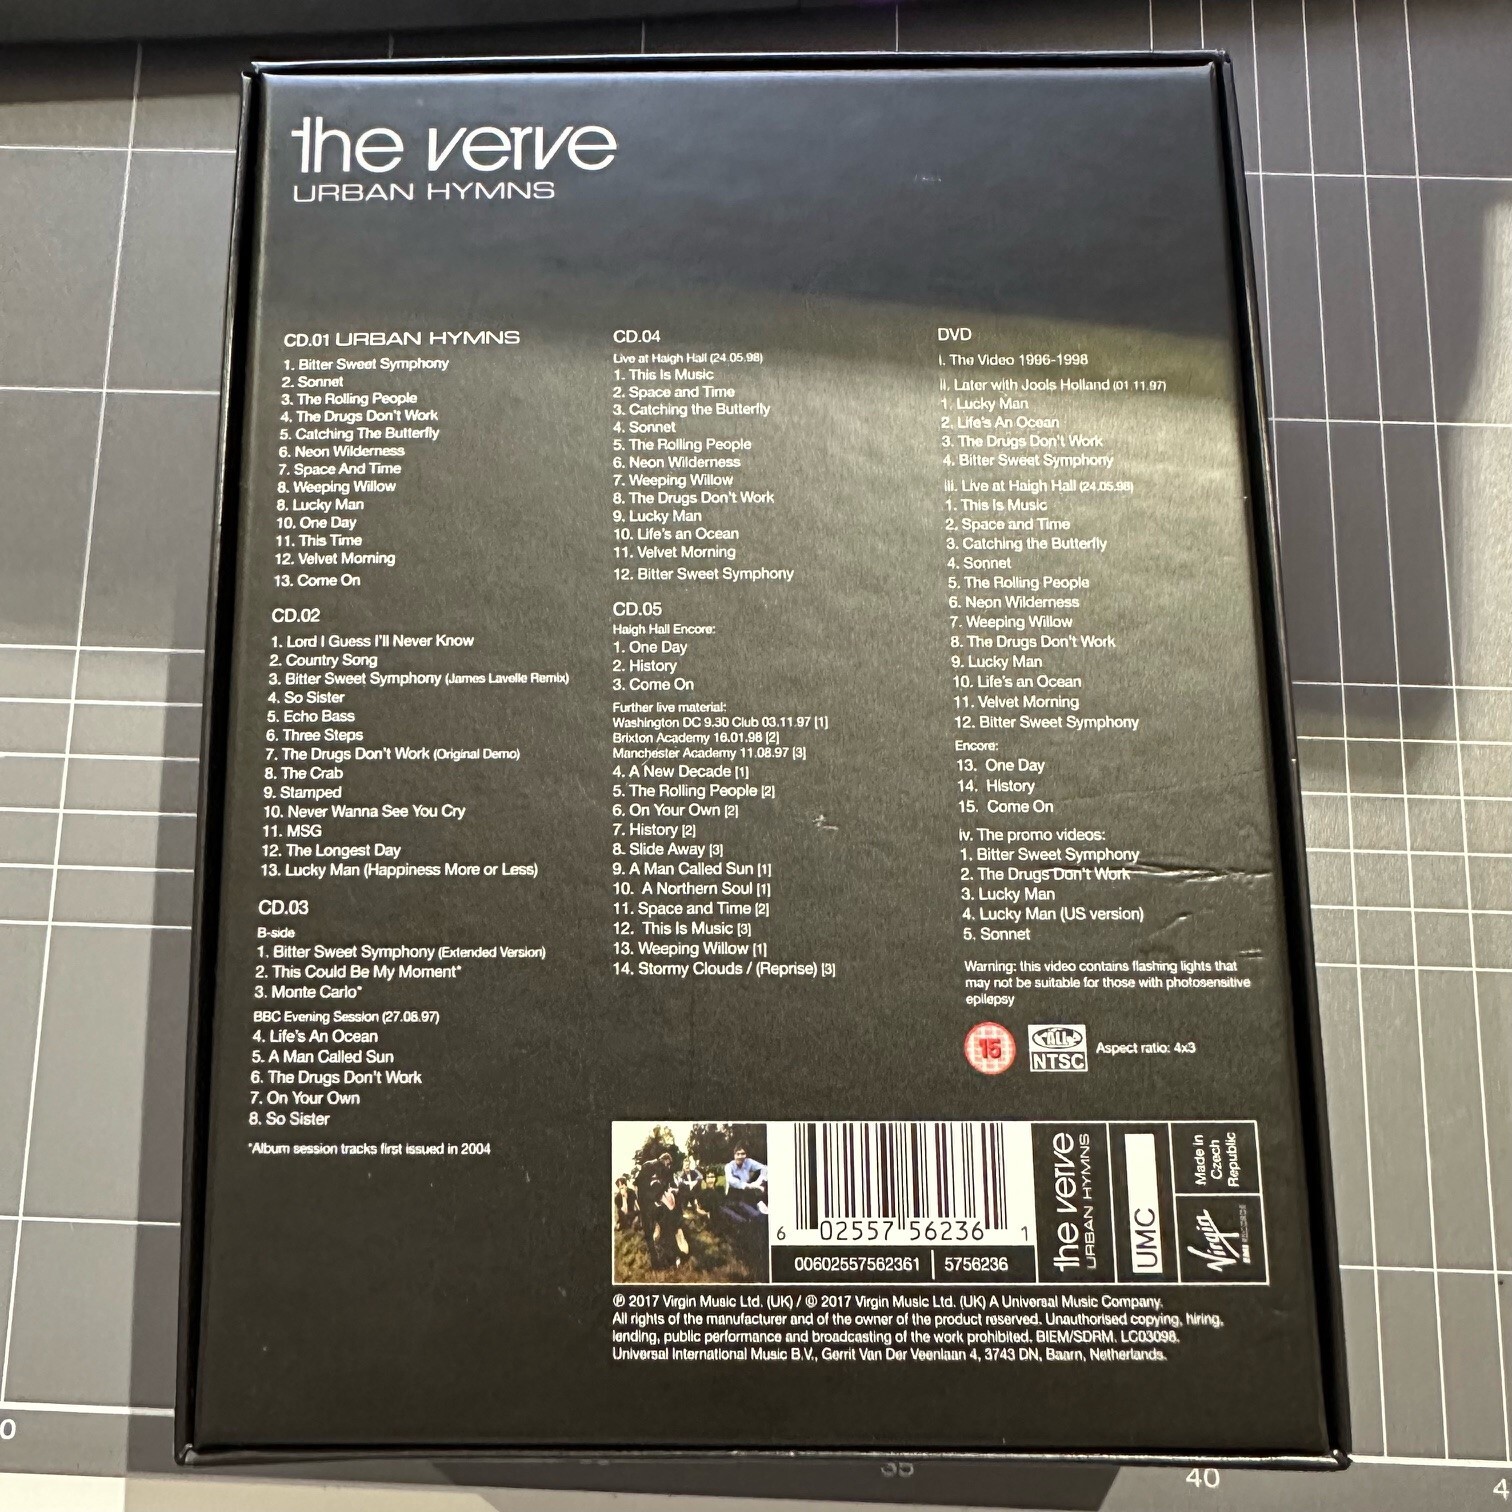 the verve
URBAN HYMNS
CD.01 URBAN HYMNS
1. Bitter Sweet Symphony
2. Sonnet
3. The Rolling People
4. The Drugs Don't Work
5. Catching The Butterfly
6. Neon Wilderness
7. Space And Time
8. Weeping Willow
8. Lucky Man
10. One Day
11. This Time
12. Velvet Morning
13. Come On
CD.02
1. Lord I Guess I'll Never Know
2. Country Song
3. Bitter Sweet Symphony (James Lavelle Remix)
4. So Sister
5. Echo Bass
6. Three Steps
7. The Drugs Don't Work (Original Demo)
8. The Crab
9. Stamped
10. Never Wanna See You Cry
11. MSG
12. The Longest Day
13. Lucky Man (Happiness More or Less)
CD.03
B-side
1. Bitter Sweet Symphony (Extended Version)
2. This Could Be My Moment*
3. Monte Carlo*
BBC Evening Session (27.08.97)
4. Life's An Ocean
5. A Man Called Sun
6. The Drugs Don't Work
7. On Your Own
8. So Sister
*Album session tracks first issued in 2004
CD.04
Live at Haigh Hall (24.05.98)
1. This Is Music
2. Space and Time
3. Catching the Butterfly
4. Sonnet
5. The Rolling People
6. Neon Wilderness
7. Weeping Willow
8. The Drugs Don't Work
9. Lucky Man
10. Life's an Ocean
11. Velvet Morning
12. Bitter Sweet Symphony
CD.05
Haigh Hall Encore:
1. One Day
2. History
3. Come On
Further live material:
Washington DC 9.30 Club 03.11.97 [1]
Brixton Academy 16.01.98 [2]
Manchester Academy 11.08.97 [3]
4. A New Decade [1]
5. The Rolling People [2]
6. On Your Own [2]
7. History [2]
8. Slide Away [3]
9. A Man Called Sun [1]
10. A Northern Soul [1]
11. Space and Time [2]
12. This Is Music [3]
13. Weeping Willow [1]
14. Stormy Clouds / (Reprise) [3]
DVD
i. The Video 1996-1998
ii. Later with Jools Holland (01 11.97)
1. Lucky Man
2. Life's An Ocean
3. The Drugs Don't Work
4. Bitter Sweet Symphony
iii. Live at Haigh Hall (24.05.98)
1. This Is Music
2. Space and Time
3. Catching the Butterfly
4. Sonnet
5. The Rolling People
6. Neon Wilderness
7. Weeping Willow
8. The Drugs Don't Work
9. Lucky Man
10. Life's an Ocean
11. Velvet Morning
12. Bitter Sweet Symphony
Encore:
13. One Day
14. History
15. Come On
iv. The promo videos:
1. Bitter Sweet Symphony
2. The Drugs Don't Work
3. Lucky Man
4. Lucky Man (US version)
5. Sonnet
Warning: this video contains flashing lights that
may not be suitable for those with photosensitive
epilepsy
15
ALL
NTSC
Aspect ratio: 4x3
6 02557 56236 1
00602557562361 | 5756236
the verve
URBAN HYMNS
UMC
Made in
Czech
Republic
Virgin
EMI RECORDS
℗ 2017 Virgin Music Ltd. (UK) / © 2017 Virgin Music Ltd. (UK) A Universal Music Company.
All rights of the manufacturer and of the owner of the product reserved. Unauthorised copying, hiring,
lending, public performance and broadcasting of the work prohibited. BIEM/SDRM. LC03098.
Universal International Music B.V., Gerrit Van Der Veenlaan 4, 3743 DN, Baarn, Netherlands.
0
35
40
4